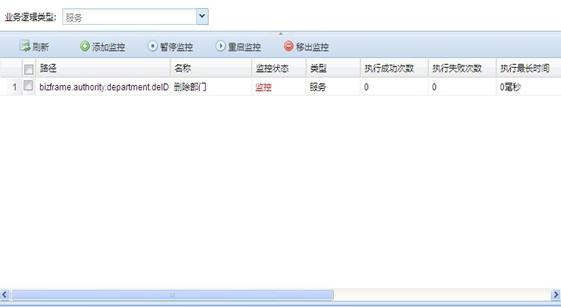 业务逻辑类型: 服务
刷新 添加监控 暂停监控 重启监控 移出监控
路径 名称 监控状态 类型 执行成功次数 执行失败次数 执行最长时间
1 bizframe.authority.department.delD 删除部门 监控 服务 0 0 0毫秒